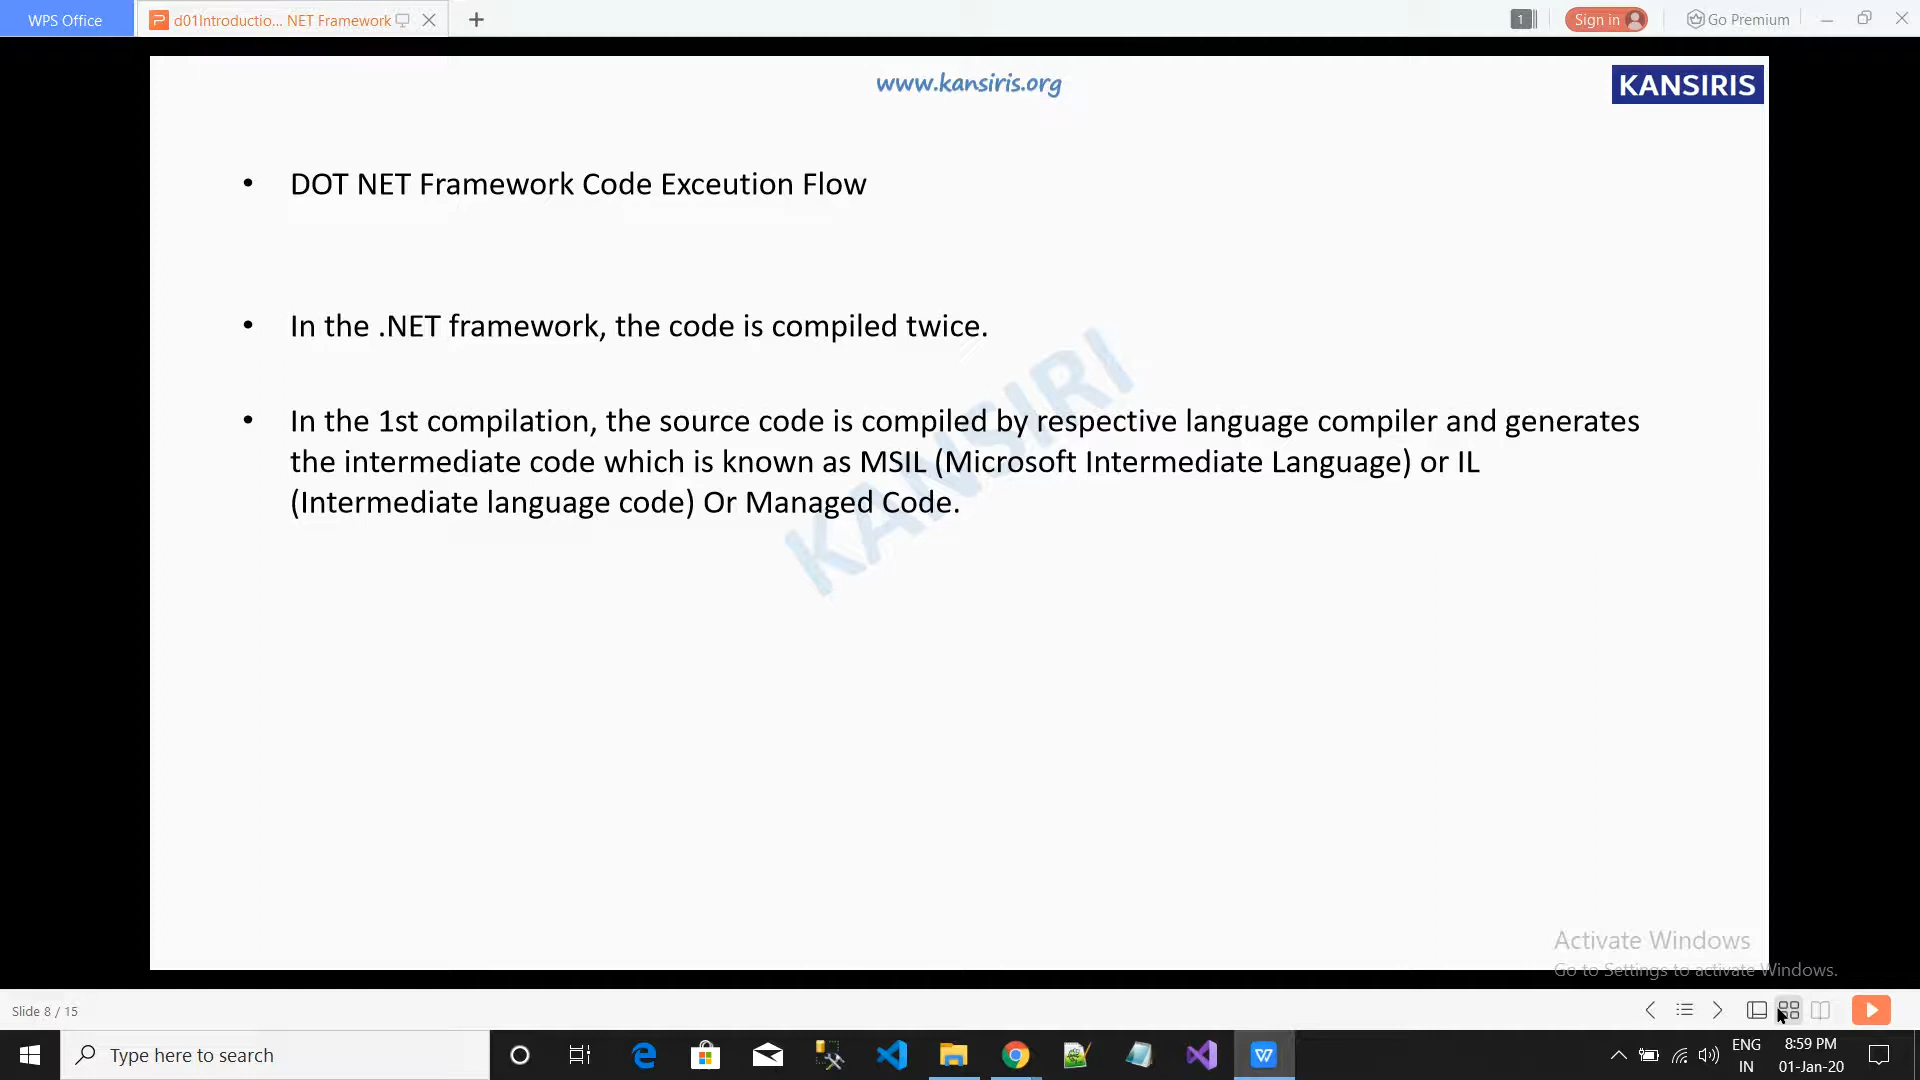 WPS Office
d01Introductio... NET Framework
1
Sign in
Go Premium
www.kansiris.org
KANSIRIS
• DOT NET Framework Code Exceution Flow
• In the .NET framework, the code is compiled twice.
• In the 1st compilation, the source code is compiled by respective language compiler and generates
the intermediate code which is known as MSIL (Microsoft Intermediate Language) or IL
(Intermediate language code) Or Managed Code.
KANSIRI
Activate Windows
Go to Settings to activate Windows.
Slide 8 / 15
Type here to search
ENG
IN
8:59 PM
01-Jan-20